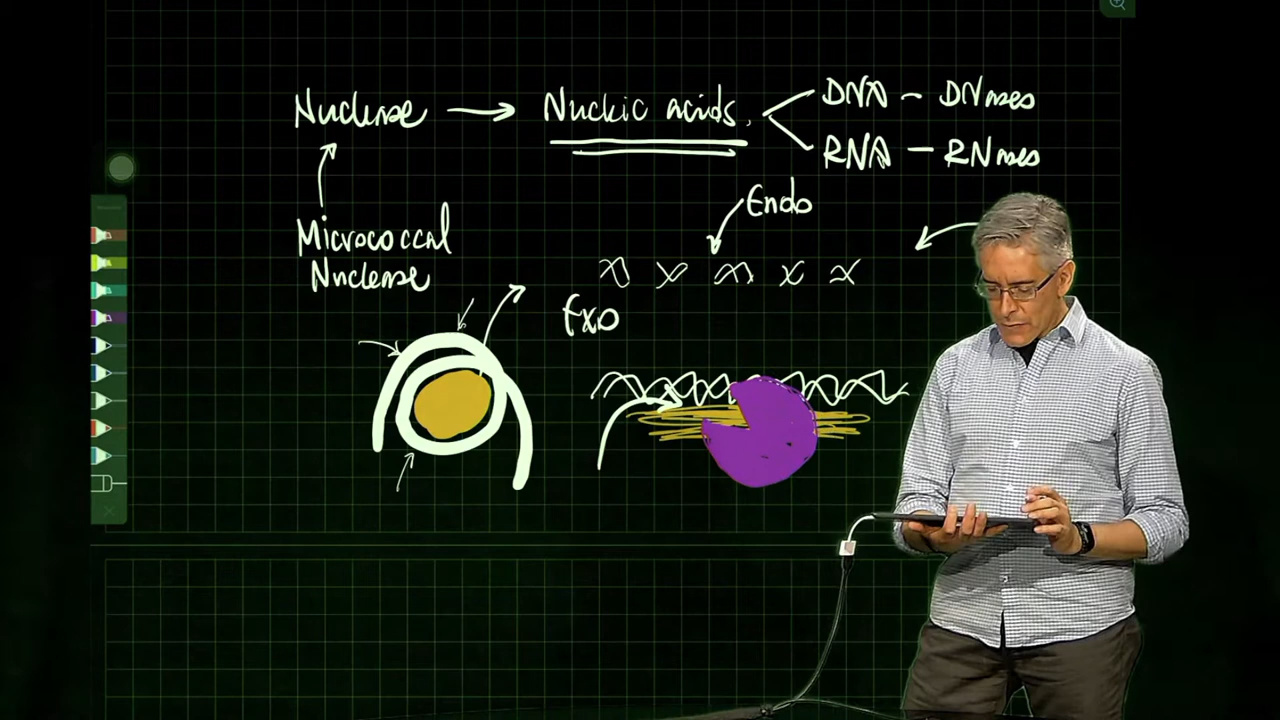 Nuclease → Nucleic acids.
DNA - DNases
RNA - RNases
Micrococcal
Nuclease
Endo
Exo